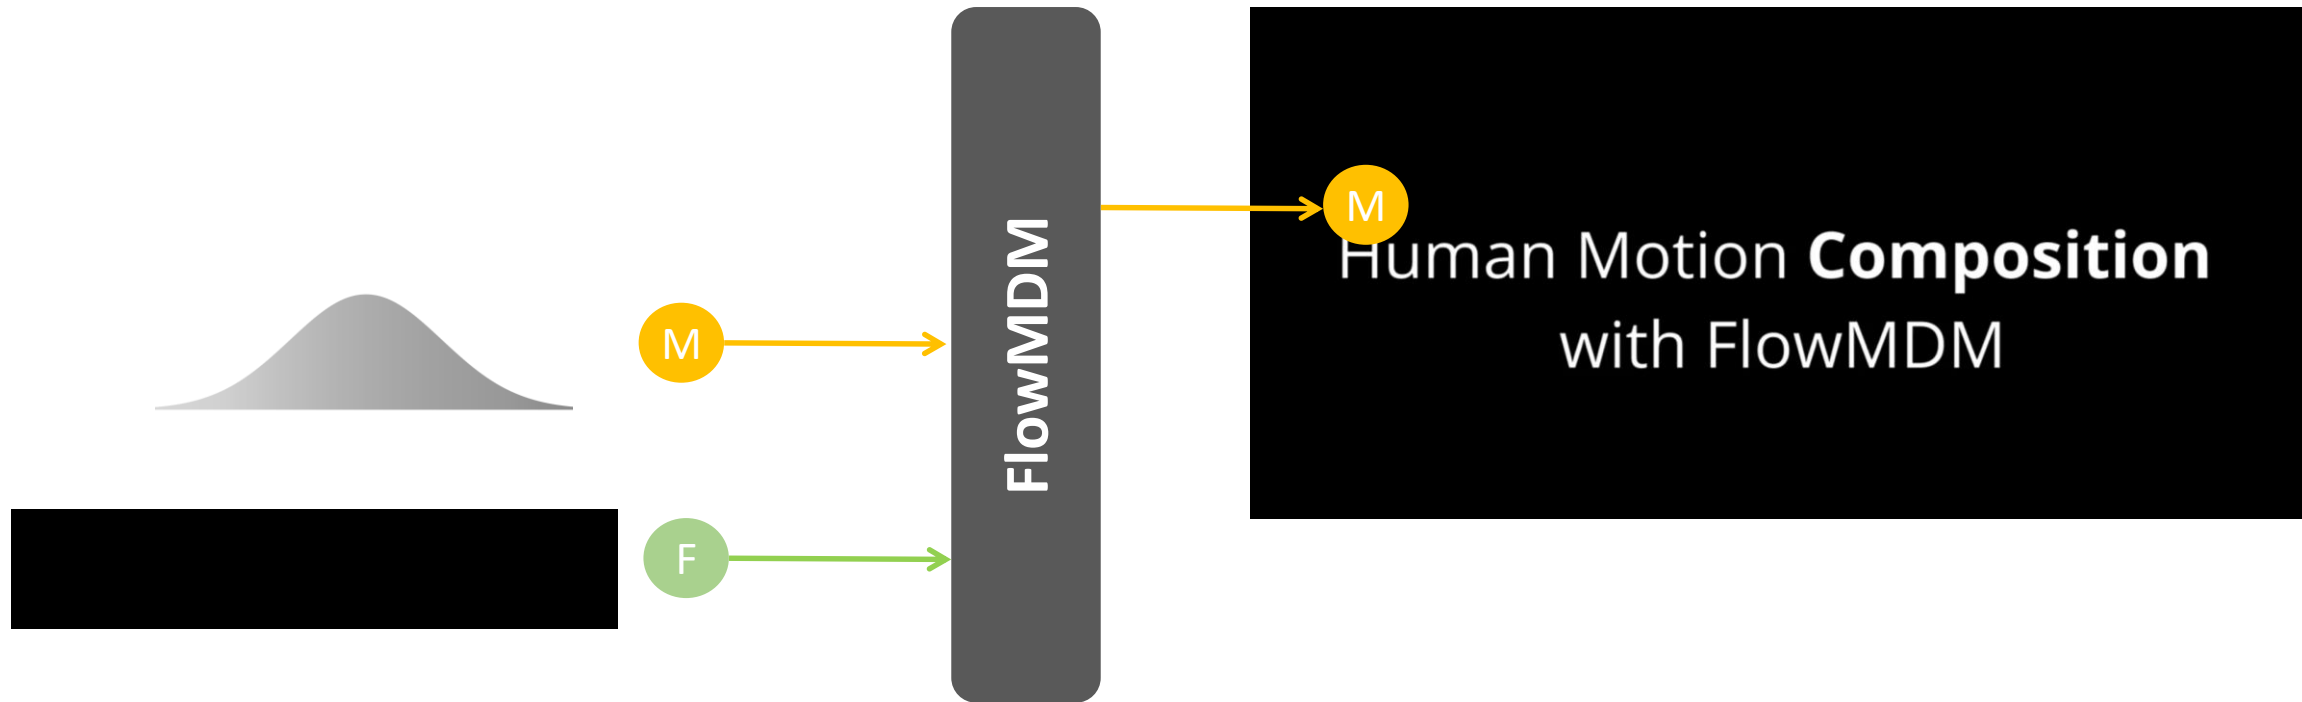 M
F
FlowMDM
M
Human Motion Composition
with FlowMDM